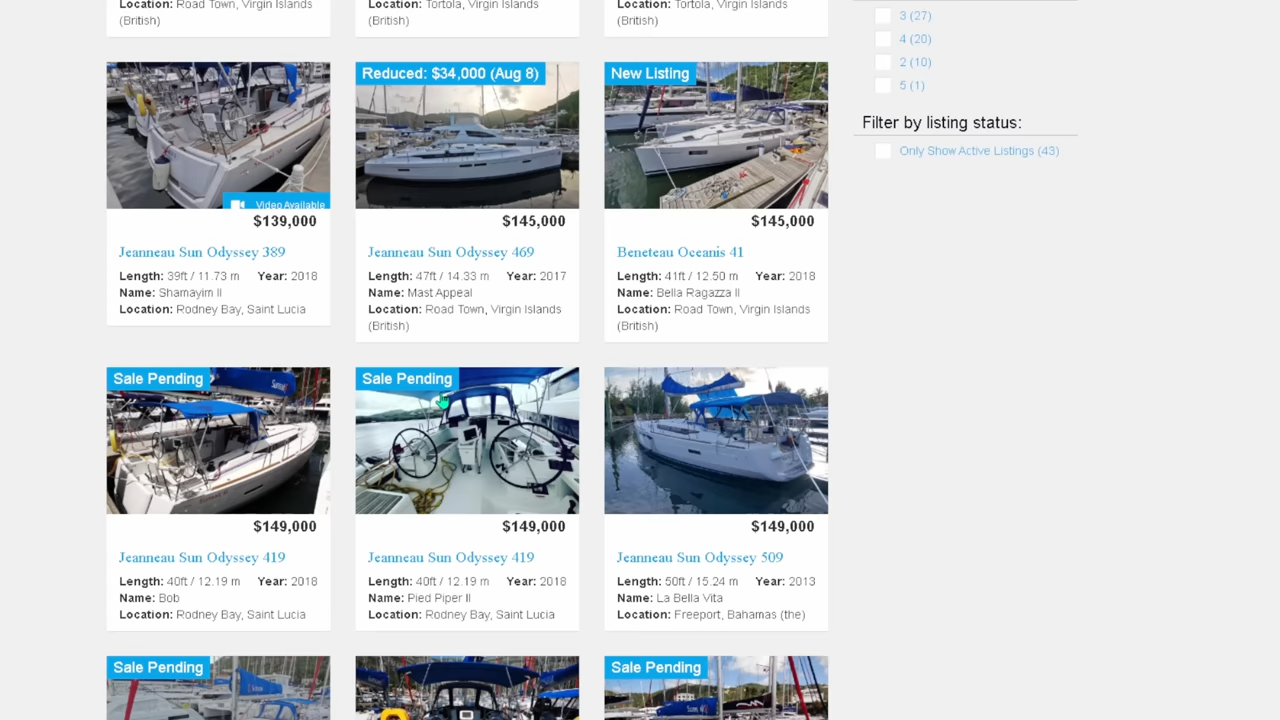 Location: Road Town, Virgin Islands
(British)
Location: Tortola, Virgin Islands
(British)
Location: Tortola, Virgin Islands
(British)
3 (27)
4 (20)
2 (10)
5 (1)
Filter by listing status:
Only Show Active Listings (43)
Video Available
$139,000
Jeanneau Sun Odyssey 389
Length: 39ft / 11.73 m Year: 2018
Name: Shamayim II
Location: Rodney Bay, Saint Lucia
Reduced: $34,000 (Aug 8)
$145,000
Jeanneau Sun Odyssey 469
Length: 47ft / 14.33 m Year: 2017
Name: Mast Appeal
Location: Road Town, Virgin Islands
(British)
New Listing
$145,000
Beneteau Oceanis 41
Length: 41ft / 12.50 m Year: 2018
Name: Bella Ragazza II
Location: Road Town, Virgin Islands
(British)
Sale Pending
$149,000
Jeanneau Sun Odyssey 419
Length: 40ft / 12.19 m Year: 2018
Name: Bob
Location: Rodney Bay, Saint Lucia
Sale Pending
$149,000
Jeanneau Sun Odyssey 419
Length: 40ft / 12.19 m Year: 2018
Name: Pied Piper II
Location: Rodney Bay, Saint Lucia
$149,000
Jeanneau Sun Odyssey 509
Length: 50ft / 15.24 m Year: 2013
Name: La Bella Vita
Location: Freeport, Bahamas (the)
Sale Pending
Sale Pending